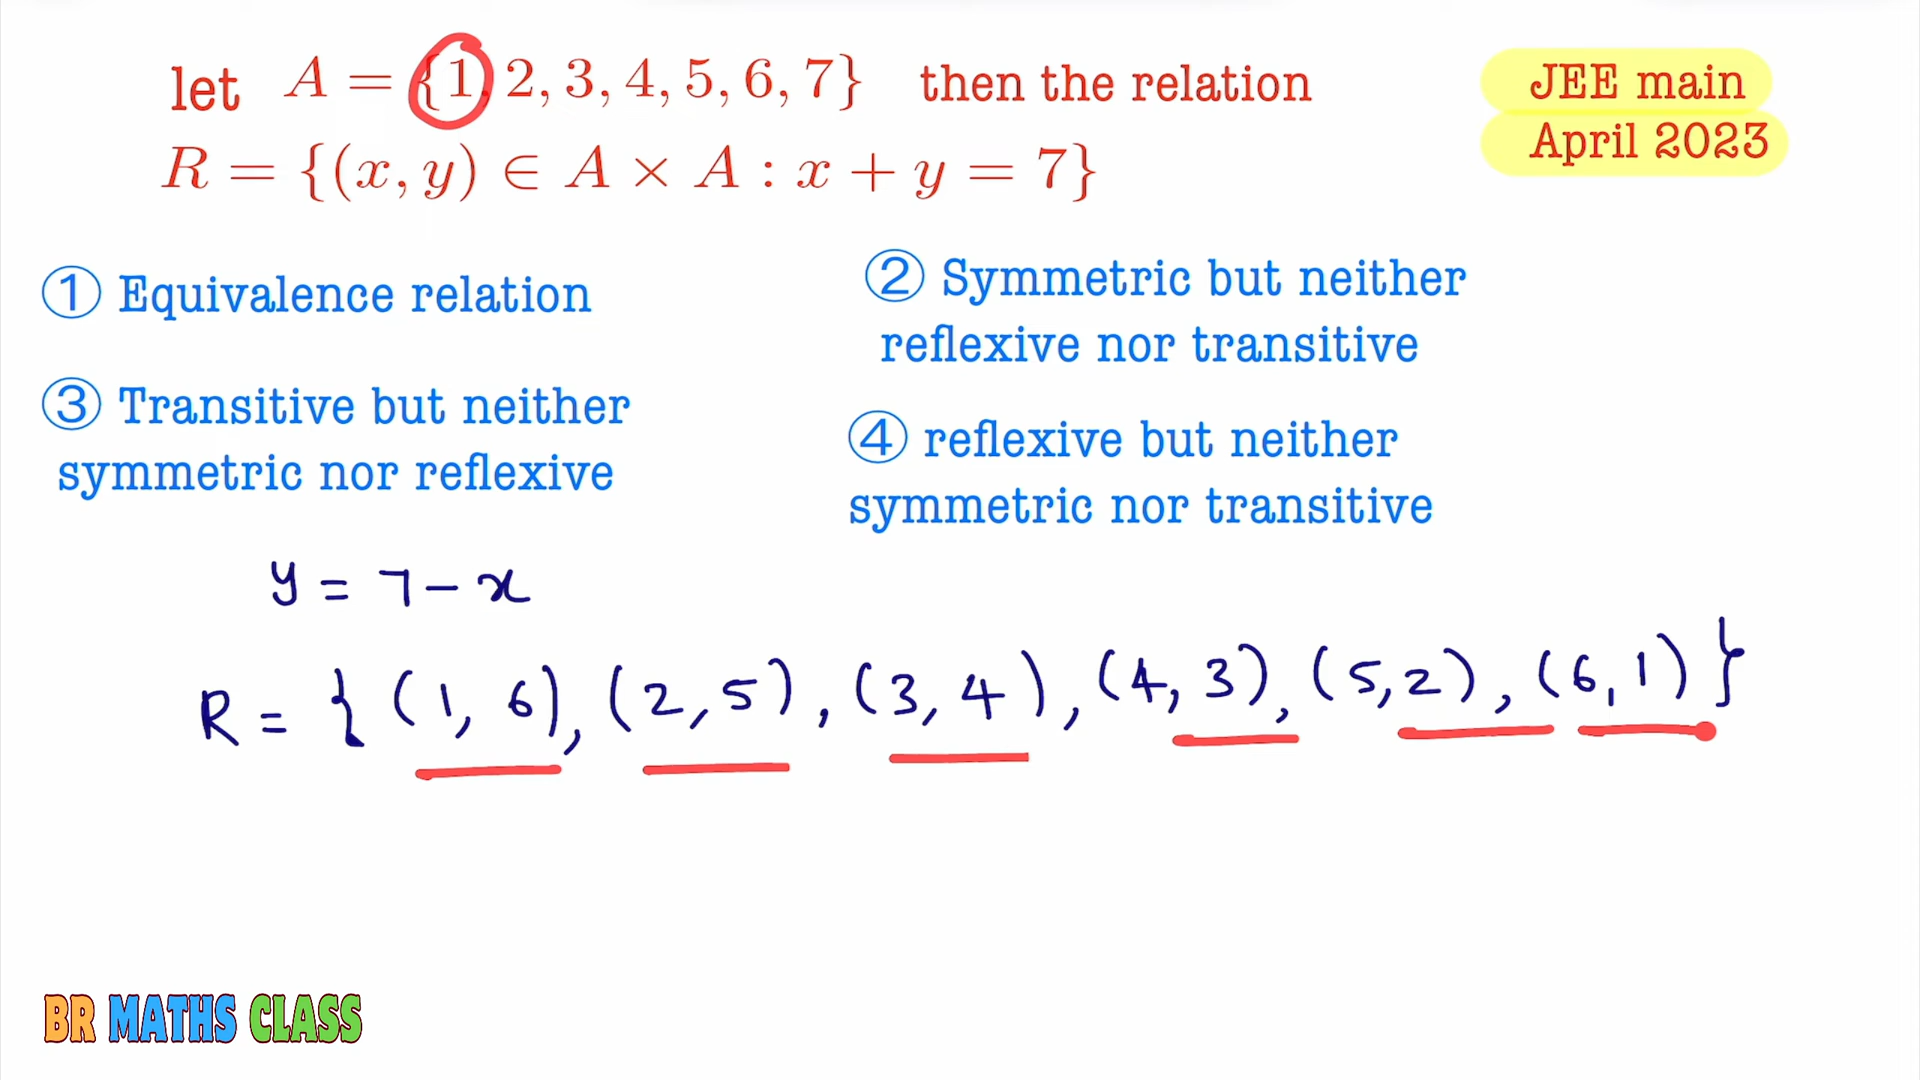 let A = {1, 2, 3, 4, 5, 6, 7} then the relation
R = {(x, y) ∈ A × A : x + y = 7}
JEE main
April 2023
① Equivalence relation
② Symmetric but neither
reflexive nor transitive
③ Transitive but neither
symmetric nor reflexive
④ reflexive but neither
symmetric nor transitive
y = 7 - x
R = { (1, 6), (2, 5), (3, 4), (4, 3), (5, 2), (6, 1) }
BR MATHS CLASS